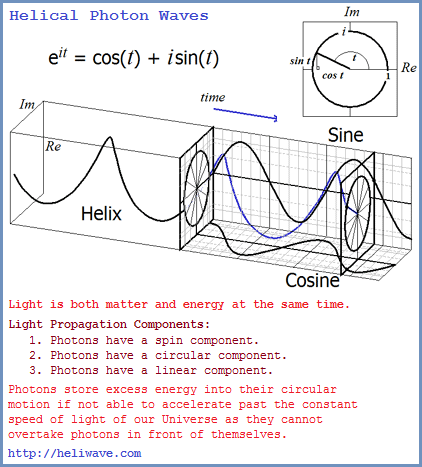 Helical Photon Waves
e^it = cos(t) + i sin(t)
Im
i
sin t
t
cos t
1
Re
time
Im
Re
Sine
Helix
Cosine
Light is both matter and energy at the same time.
Light Propagation Components:
1. Photons have a spin component.
2. Photons have a circular component.
3. Photons have a linear component.
Photons store excess energy into their circular
motion if not able to accelerate past the constant
speed of light of our Universe as they cannot
overtake photons in front of themselves.
http://heliwave.com